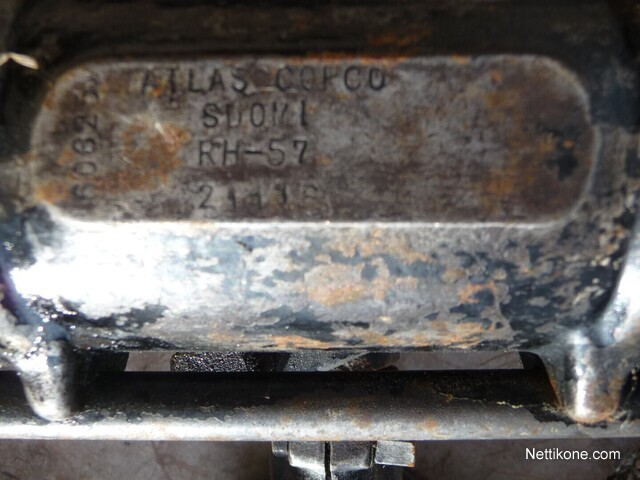 ATLAS COPCO
SUOMI
RH-57
Nettikone.com